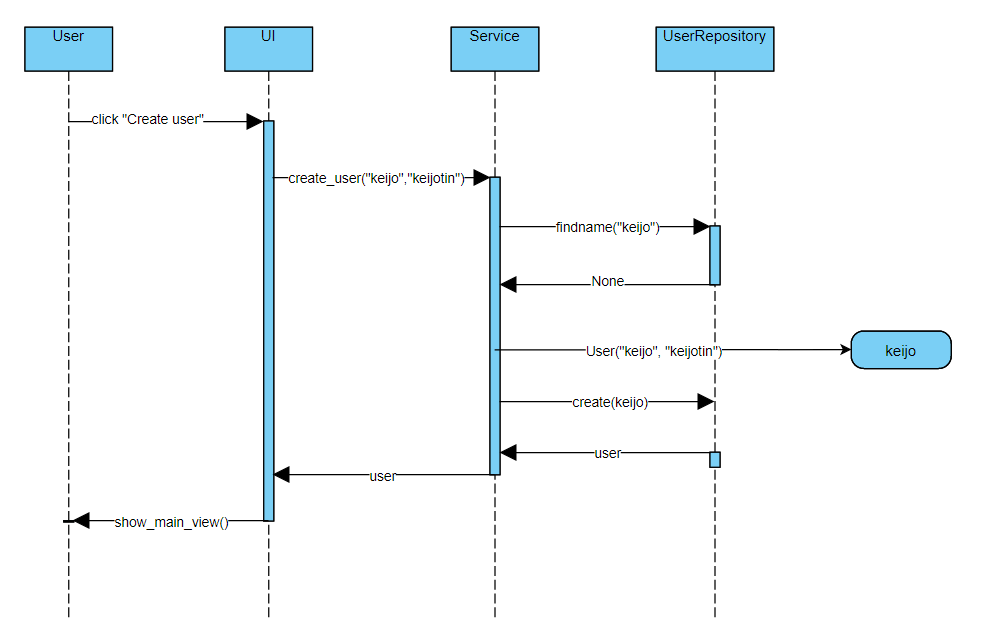 User
UI
Service
UserRepository
click "Create user"
create_user("keijo","keijotin")
findname("keijo")
None
User("keijo", "keijotin")
keijo
create(keijo)
user
user
show_main_view()